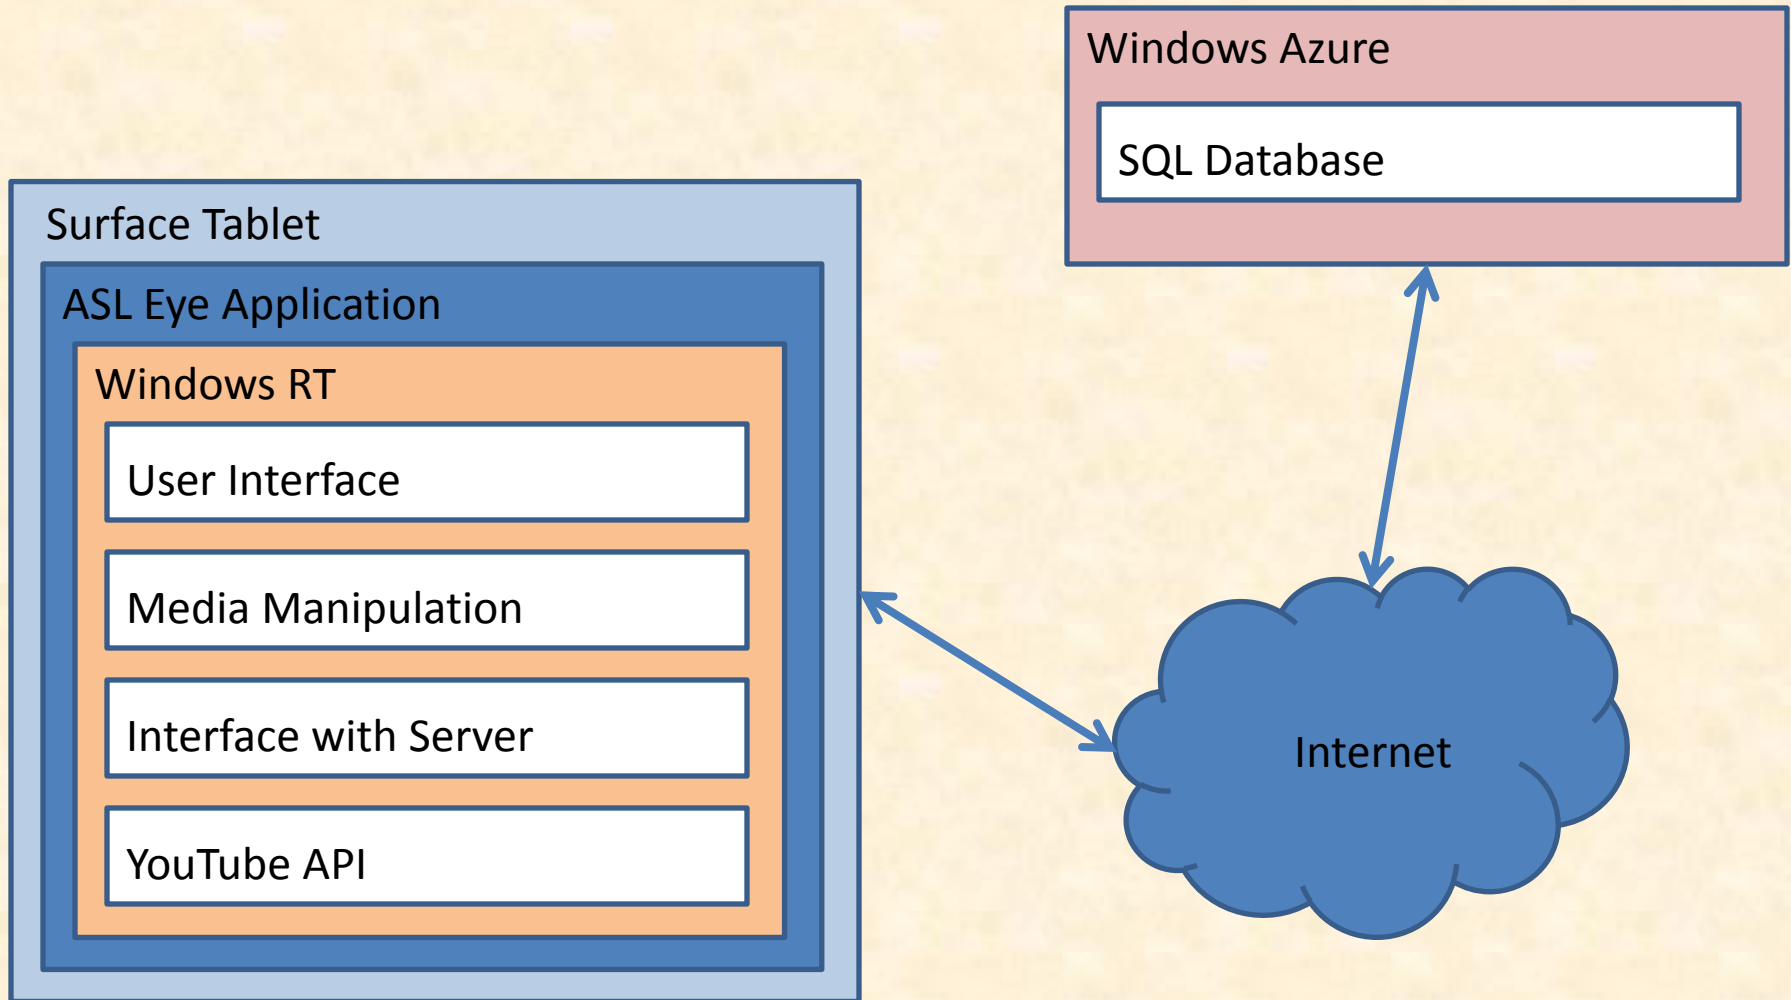 Windows Azure
SQL Database
Surface Tablet
ASL Eye Application
Windows RT
User Interface
Media Manipulation
Interface with Server
YouTube API
Internet